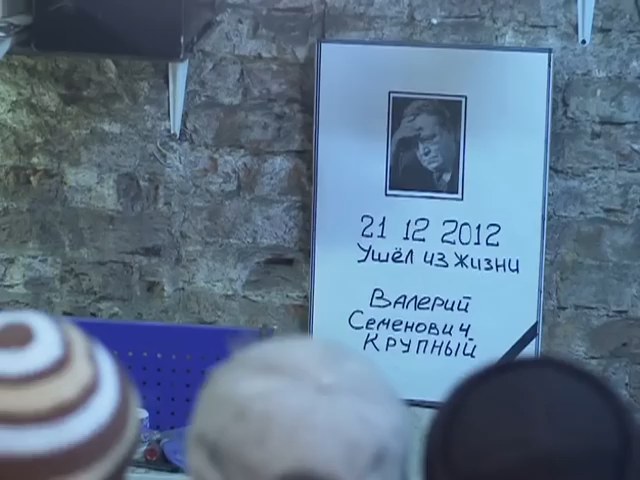 21 12 2012
Ушёл из жизни
Валерий
Семенович
Крупный